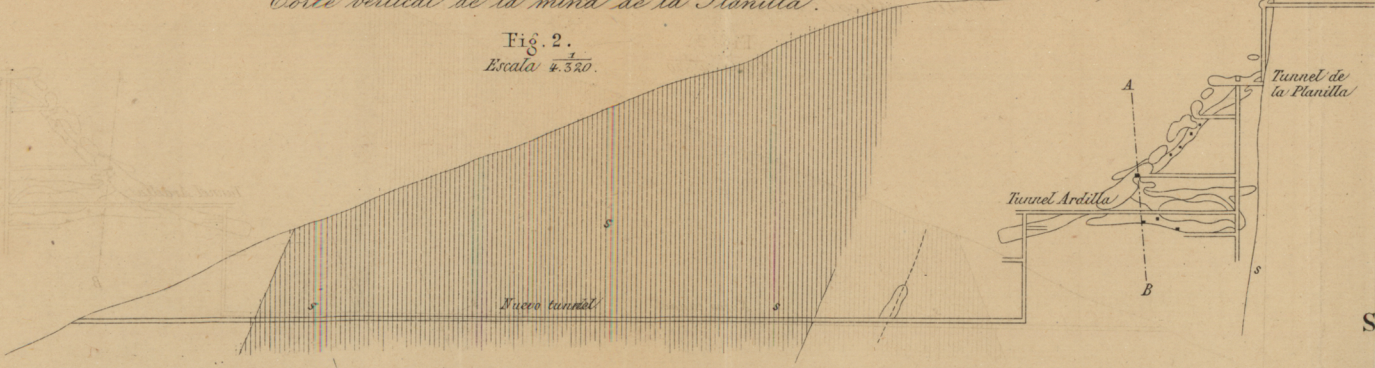 Corte vertical de la mina de la Planilla.
Fig. 2.
Escala 1/4.320.
A
Tunnel de
la Planilla
Tunnel Ardilla
s
s
B
s
Nuevo tunnel
s
S